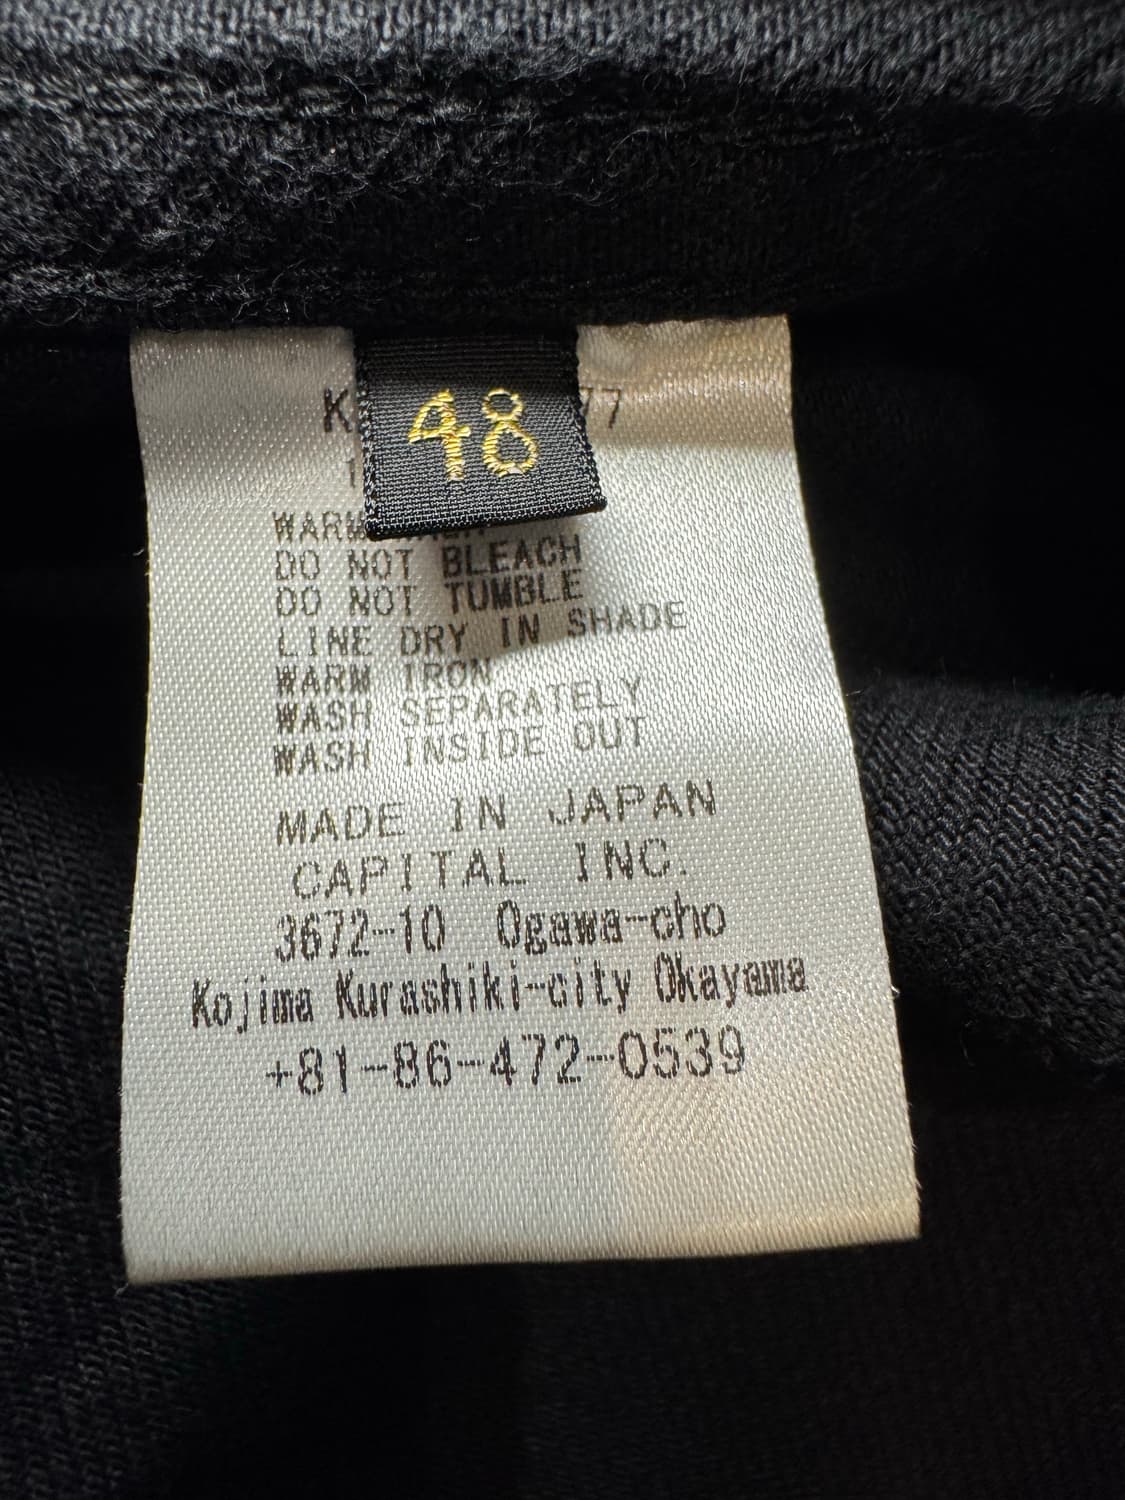 48
WARM
DO NOT BLEACH
DO NOT TUMBLE
LINE DRY IN SHADE
WARM IRON
WASH SEPARATELY
WASH INSIDE OUT
MADE IN JAPAN
CAPITAL INC.
3672-10 Ogawa-cho
Kojima Kurashiki-city Okayama
+81-86-472-0539